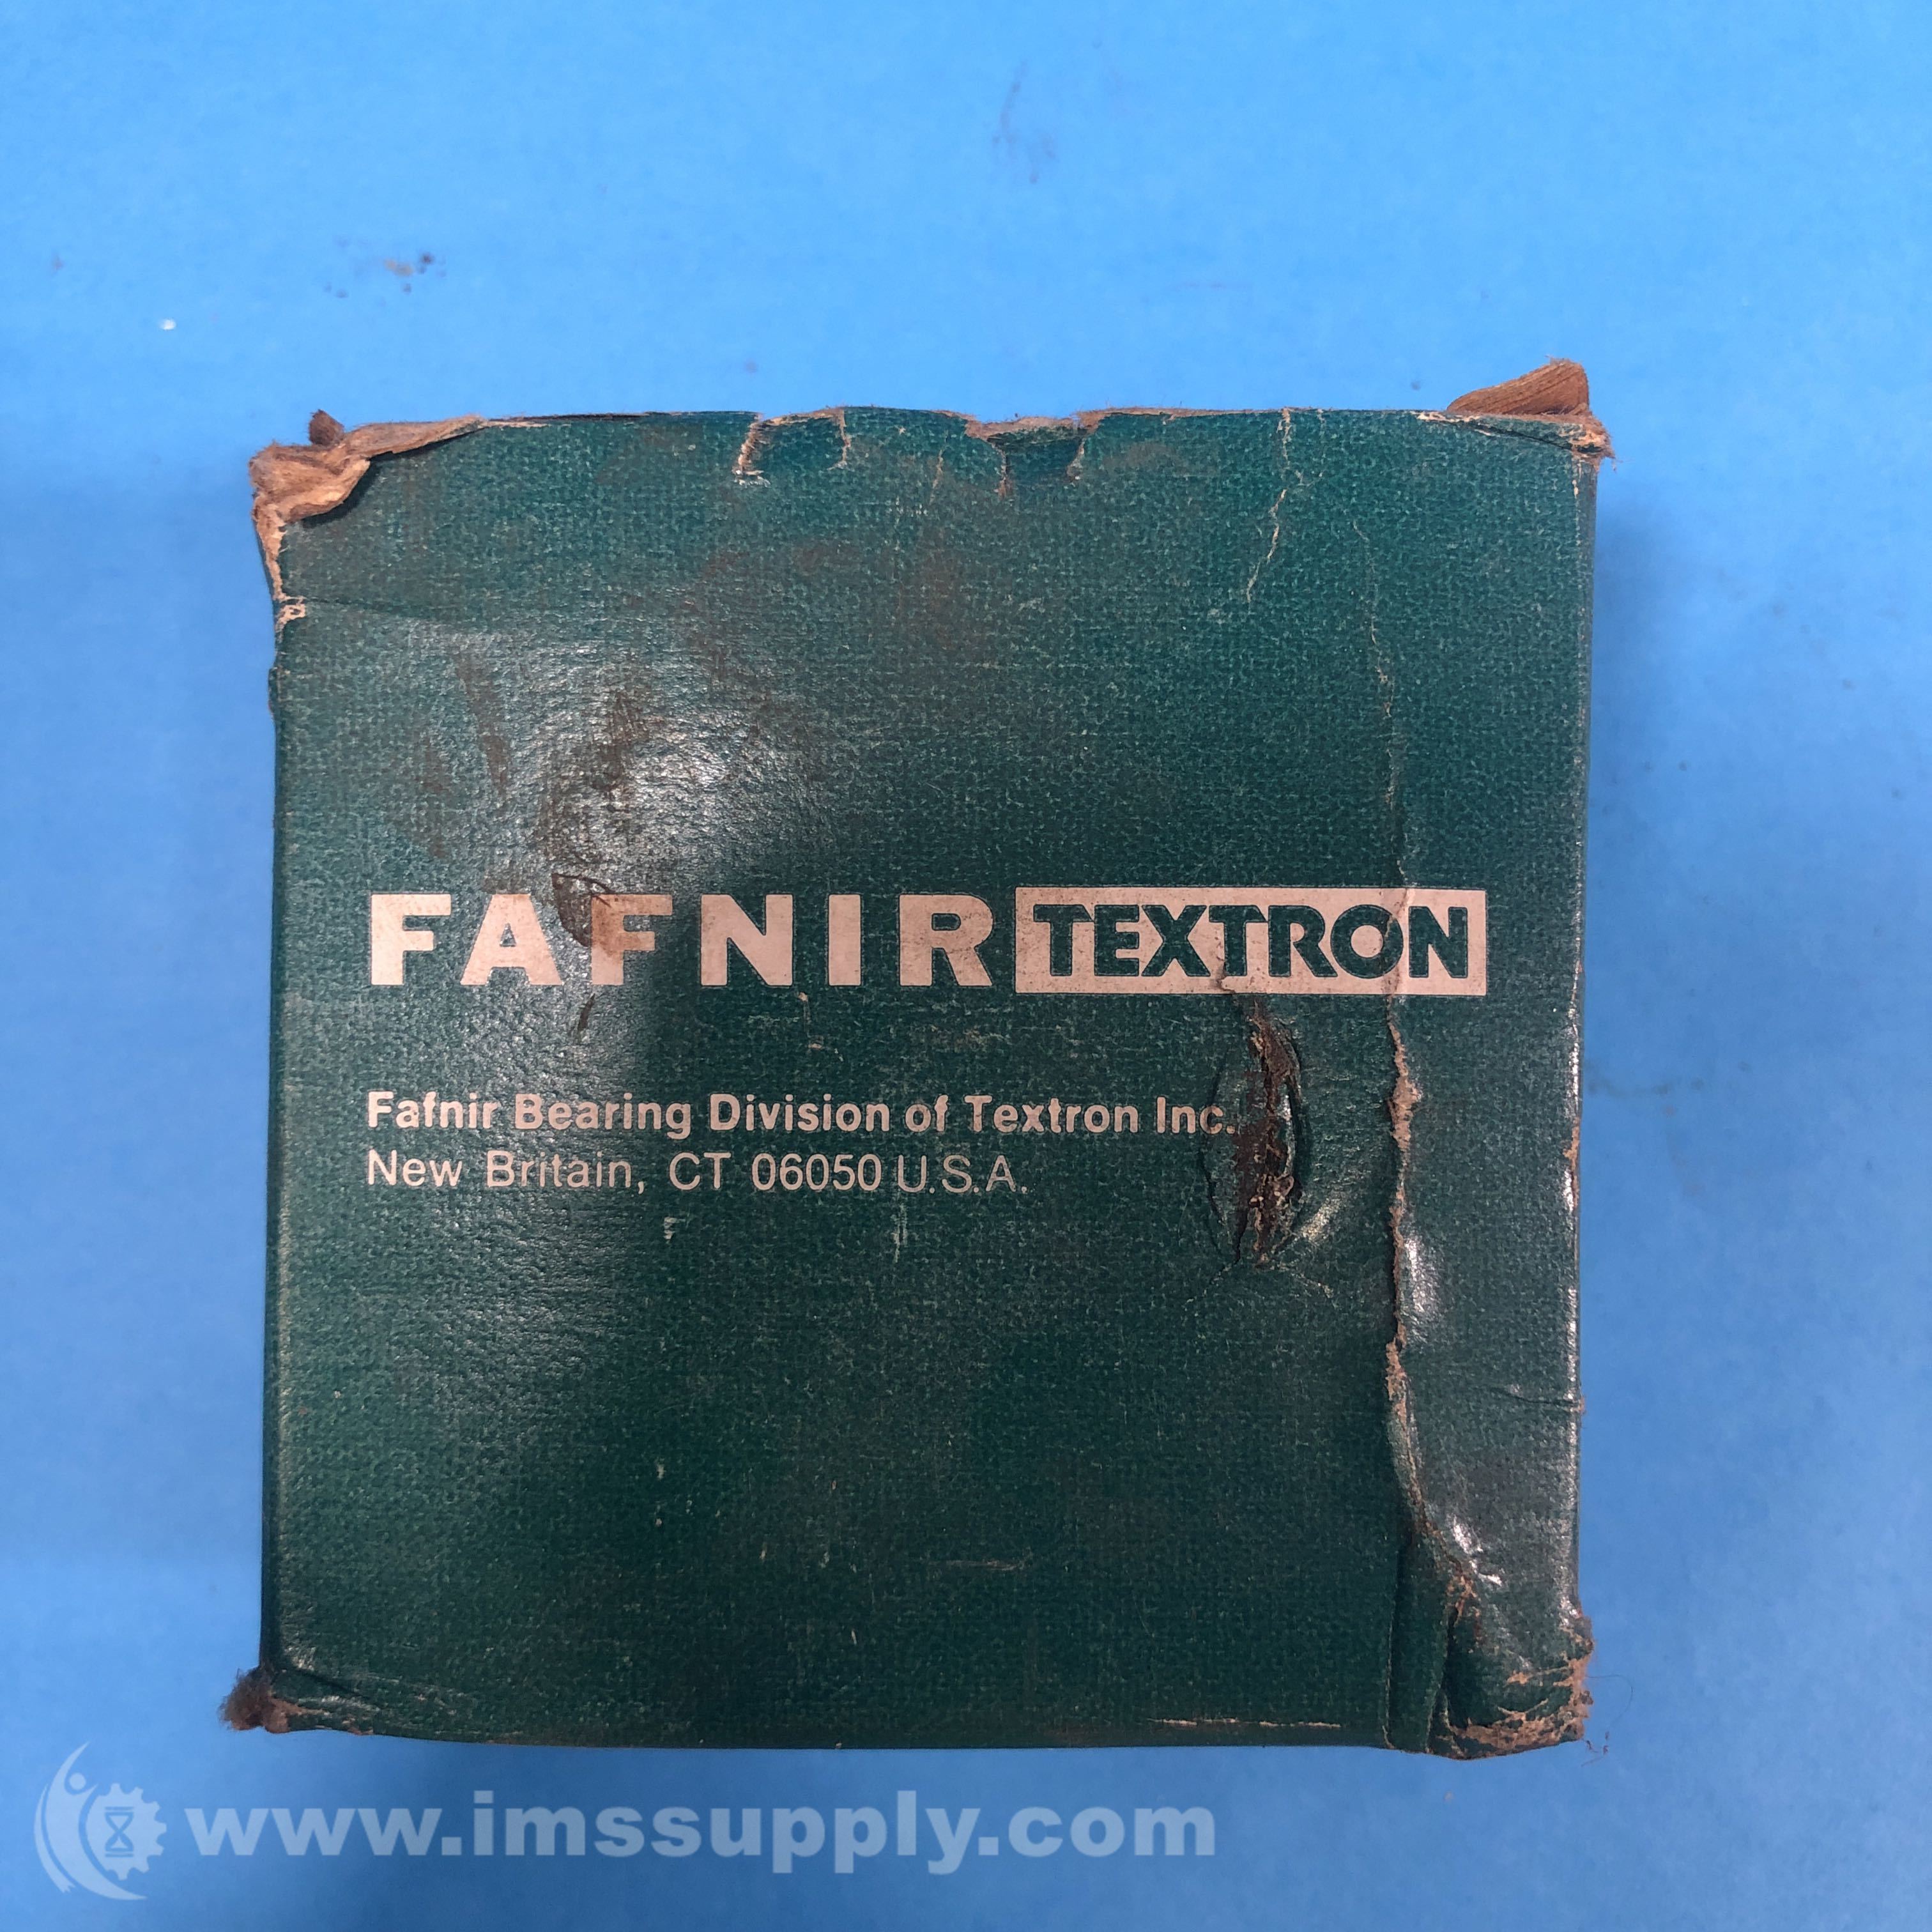 FAFNIR TEXTRON
Fafnir Bearing Division of Textron Inc.
New Britain, CT 06050 U.S.A.
www.imssupply.com